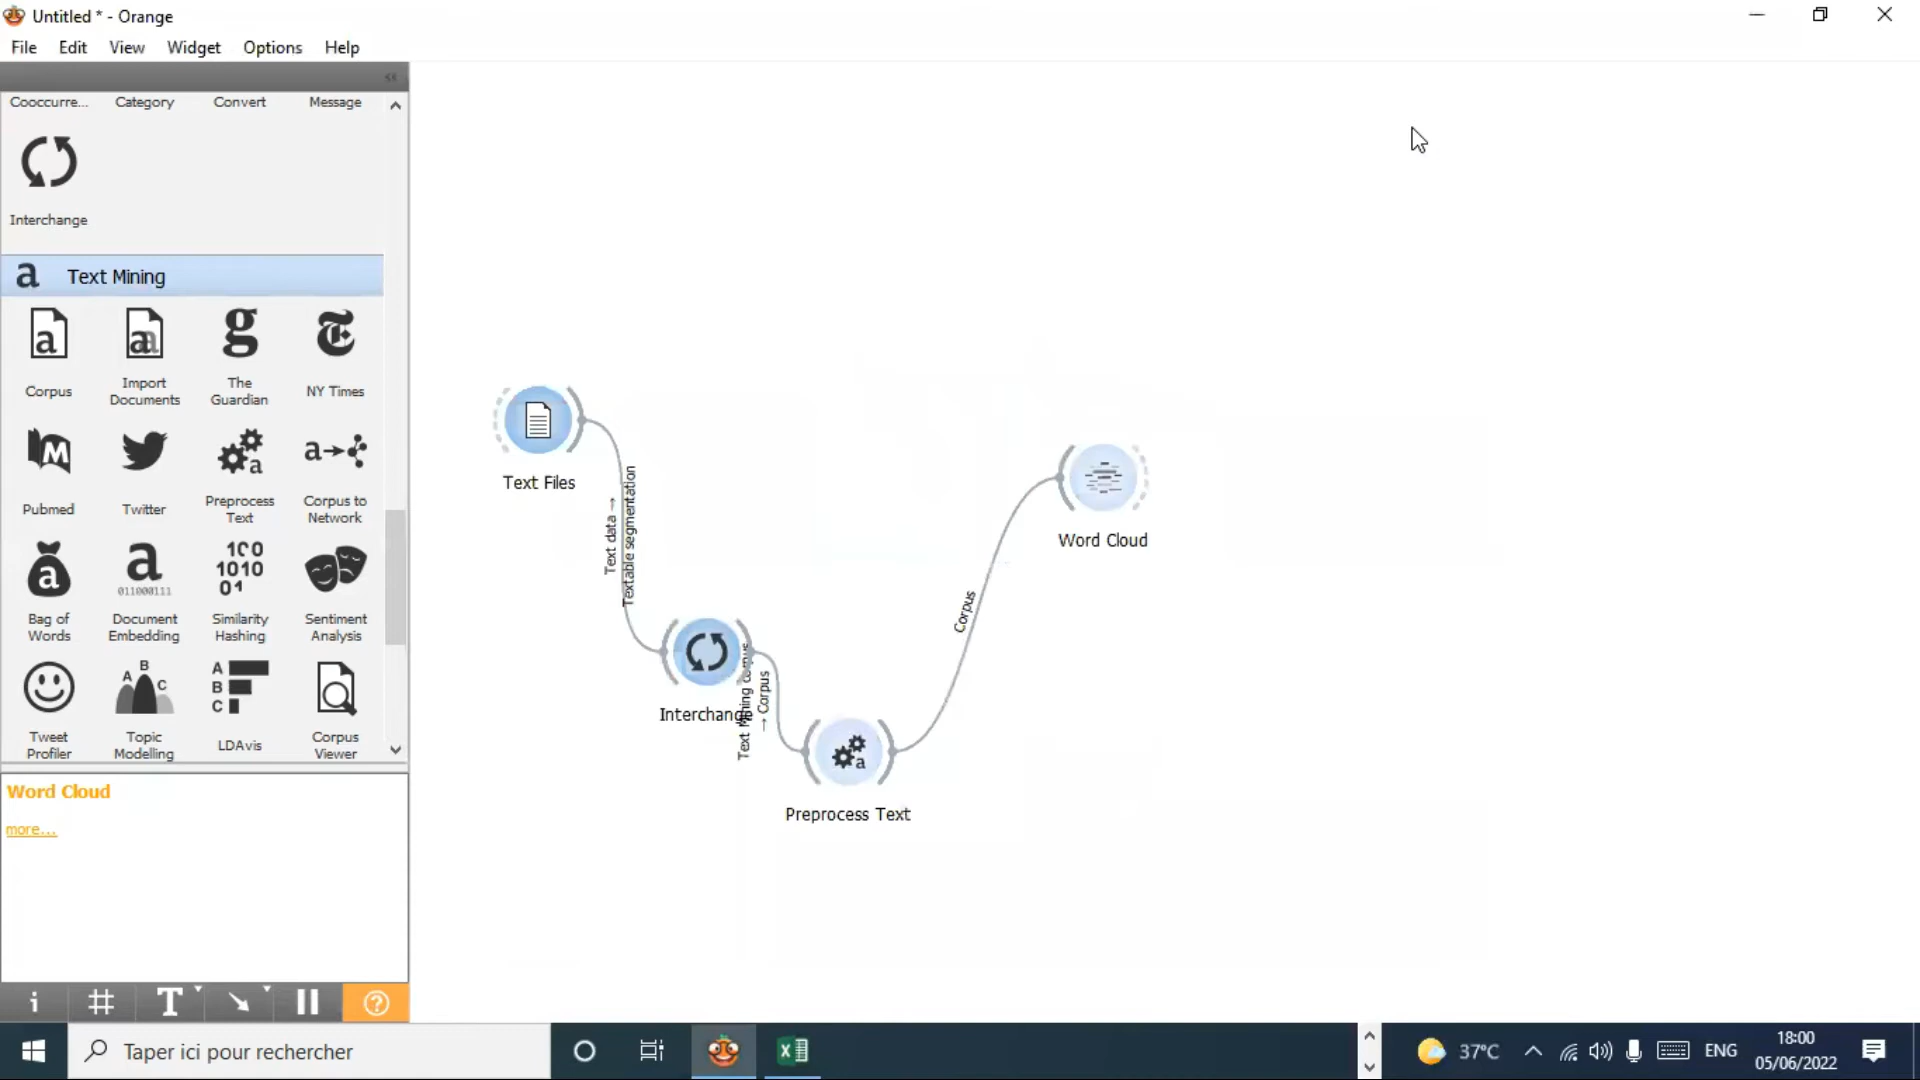 Untitled * - Orange
File Edit View Widget Options Help
Cooccurre... Category Convert Message
Interchange
a Text Mining
Corpus
Import Documents
The Guardian
NY Times
Pubmed
Twitter
Preprocess Text
Corpus to Network
Bag of Words
Document Embedding
Similarity Hashing
Sentiment Analysis
Tweet Profiler
Topic Modelling
LDAvis
Corpus Viewer
Word Cloud
more...
Text Files
Text data →
Textable segmentation
Interchange
Text Mining corpus
→ Corpus
Preprocess Text
Corpus
Word Cloud
Taper ici pour rechercher
37°C
ENG
18:00
05/06/2022